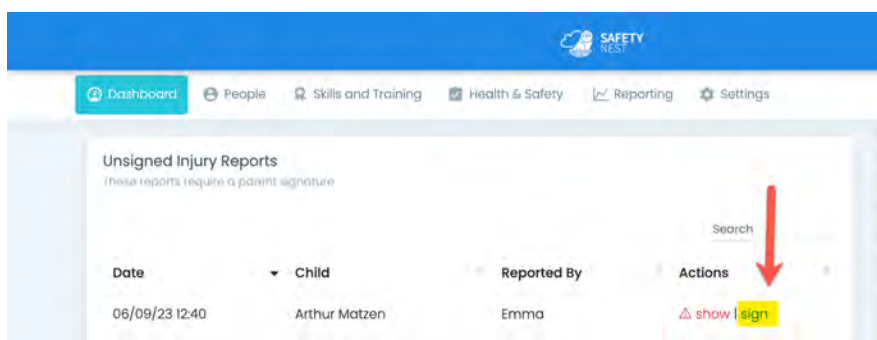 SAFETY
NEST
Dashboard People Skills and Training Health & Safety Reporting Settings
Unsigned Injury Reports
These reports require a parent signature
Search
Date Child Reported By Actions
06/09/23 12:40 Arthur Matzen Emma show | sign